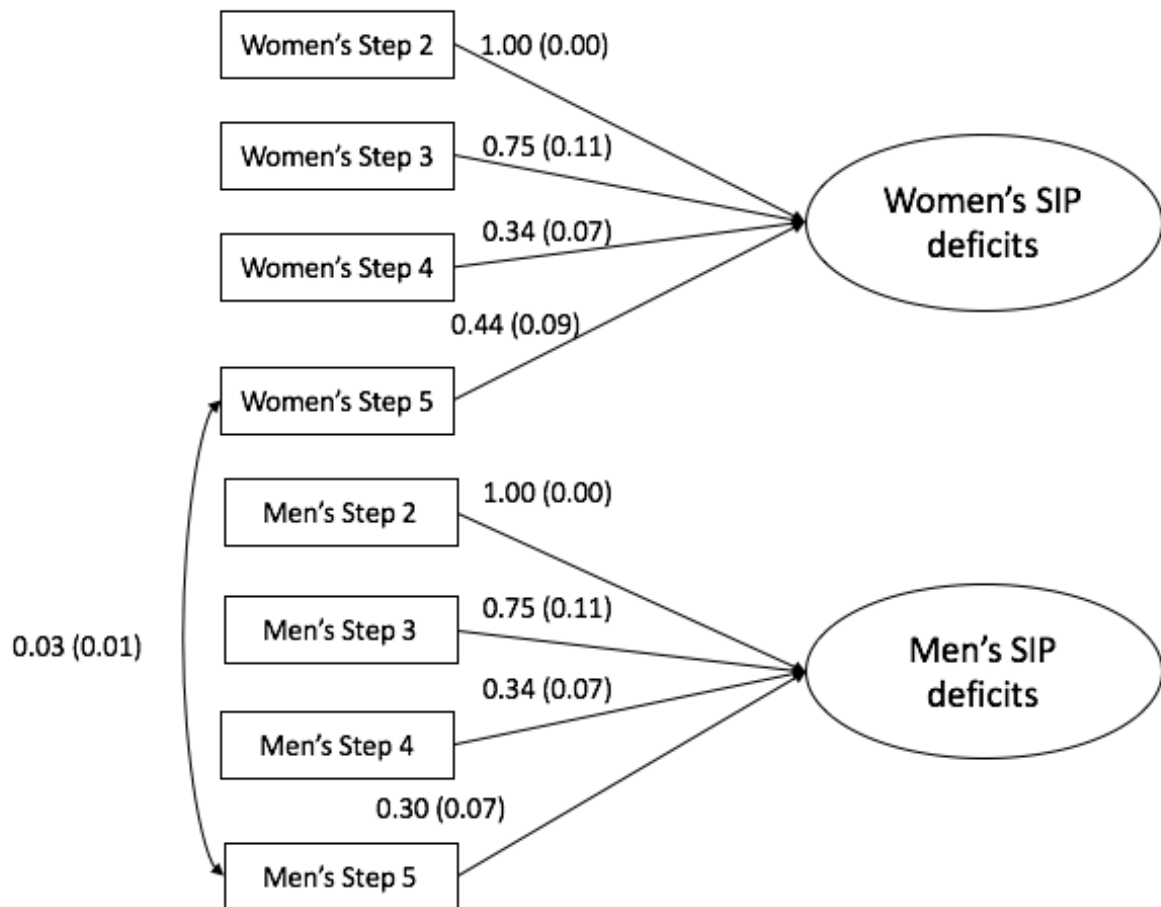 Women’s Step 2
1.00 (0.00)
Women’s Step 3
0.75 (0.11)
Women’s SIP
deficits
Women’s Step 4
0.34 (0.07)
0.44 (0.09)
Women’s Step 5
Men’s Step 2
1.00 (0.00)
Men’s Step 3
0.75 (0.11)
0.03 (0.01)
Men’s SIP
deficits
Men’s Step 4
0.34 (0.07)
0.30 (0.07)
Men’s Step 5